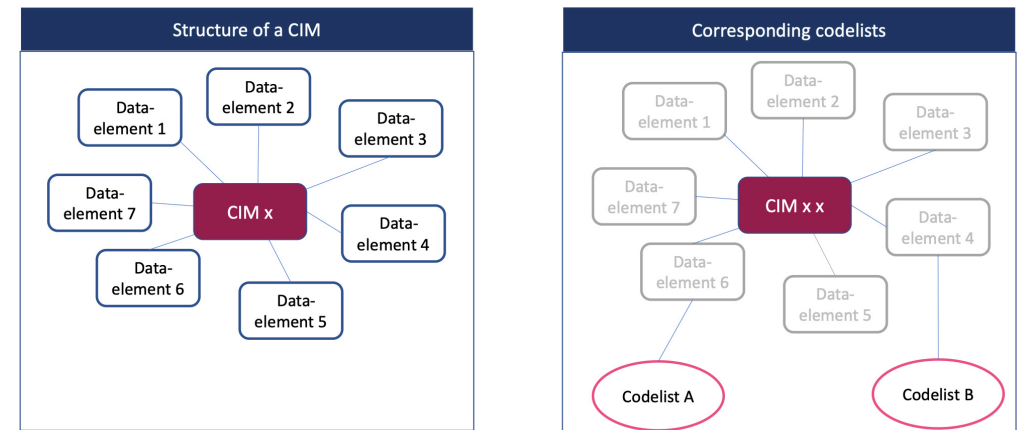 Structure of a CIM
Data-
element 1
Data-
element 2
Data-
element 3
Data-
element 7
CIM x
Data-
element 4
Data-
element 6
Data-
element 5
Corresponding codelists
Data-
element 1
Data-
element 2
Data-
element 3
Data-
element 7
CIM x x
Data-
element 4
Data-
element 6
Data-
element 5
Codelist A
Codelist B